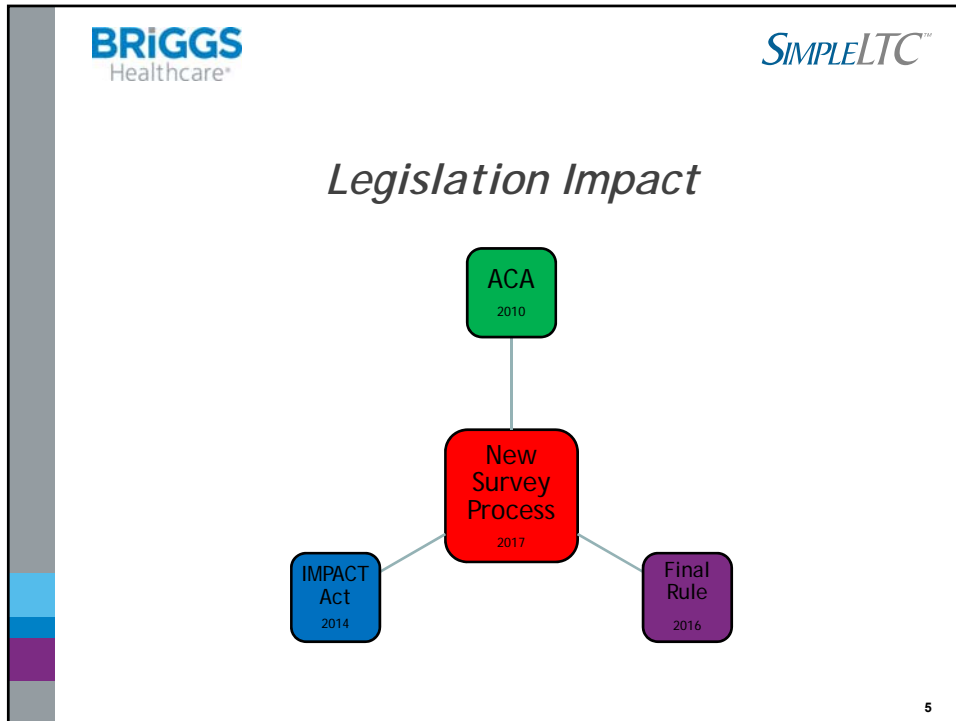 BRiGGS
Healthcare®
SIMPLELTC™
Legislation Impact
ACA
2010
New
Survey
Process
2017
IMPACT
Act
2014
Final
Rule
2016
5